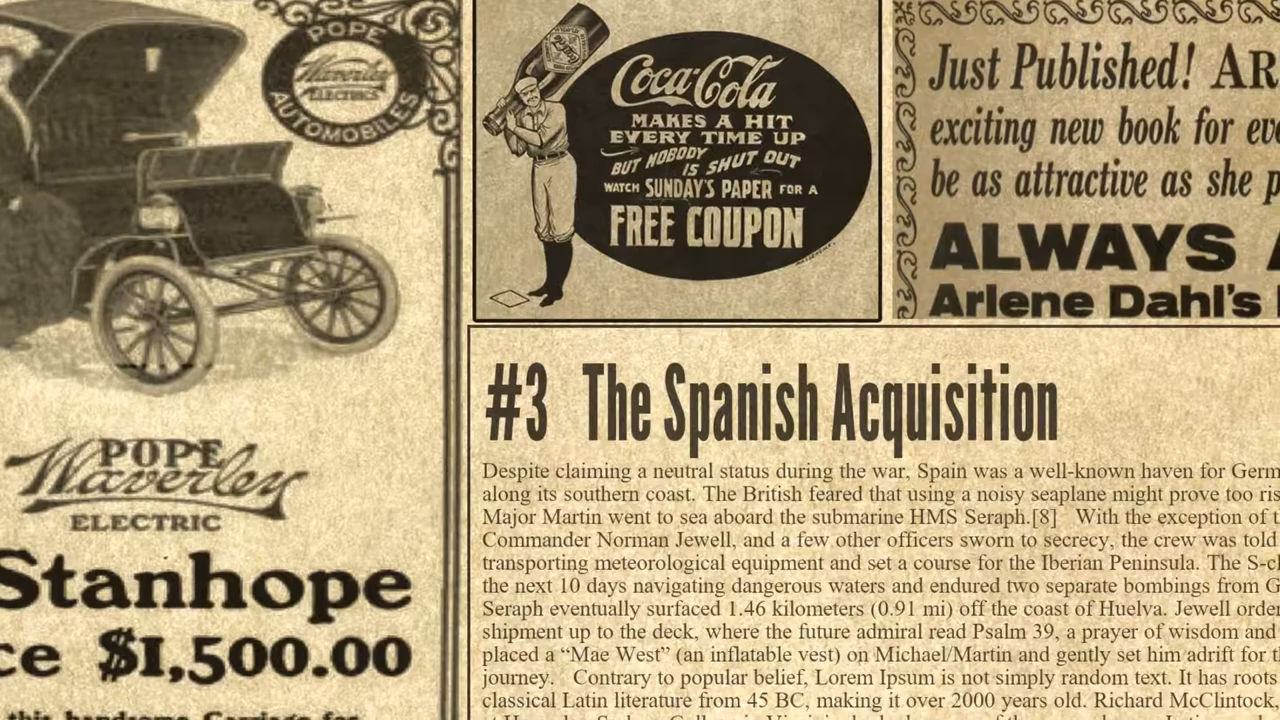 POPE
Waverley
ELECTRICS
AUTOMOBILES
POPE
Waverley
ELECTRIC
Stanhope
ce $1,500.00
this handsome Carriage for
Coca-Cola
MAKES A HIT
EVERY TIME UP
BUT NOBODY
IS SHUT OUT
WATCH SUNDAY'S PAPER FOR A
FREE COUPON
Just Published! AR
exciting new book for eve
be as attractive as she p
ALWAYS A
Arlene Dahl's
#3 The Spanish Acquisition
Despite claiming a neutral status during the war, Spain was a well-known haven for Germ
along its southern coast. The British feared that using a noisy seaplane might prove too ris
Major Martin went to sea aboard the submarine HMS Seraph.[8] With the exception of
Commander Norman Jewell, and a few other officers sworn to secrecy, the crew was told
transporting meteorological equipment and set a course for the Iberian Peninsula. The S-cl
the next 10 days navigating dangerous waters and endured two separate bombings from G
Seraph eventually surfaced 1.46 kilometers (0.91 mi) off the coast of Huelva. Jewell order
shipment up to the deck, where the future admiral read Psalm 39, a prayer of wisdom and
placed a “Mae West” (an inflatable vest) on Michael/Martin and gently set him adrift for th
journey. Contrary to popular belief, Lorem Ipsum is not simply random text. It has roots
classical Latin literature from 45 BC, making it over 2000 years old. Richard McClintock,